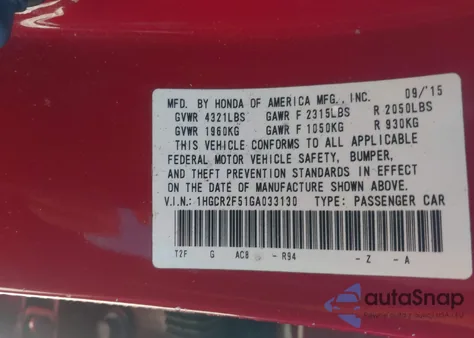 09/'15
MFD. BY HONDA OF AMERICA MFG., INC.
GVWR 4321LBS GAWR F 2315LBS R 2050LBS
GVWR 1960KG GAWR F 1050KG R 930KG
THIS VEHICLE CONFORMS TO ALL APPLICABLE
FEDERAL MOTOR VEHICLE SAFETY, BUMPER,
AND THEFT PREVENTION STANDARDS IN EFFECT
ON THE DATE OF MANUFACTURE SHOWN ABOVE.
V.I.N.: 1HGCR2F51GA033130 TYPE: PASSENGER CAR
T2F G AC8 - R94 - Z - A
autoSnap